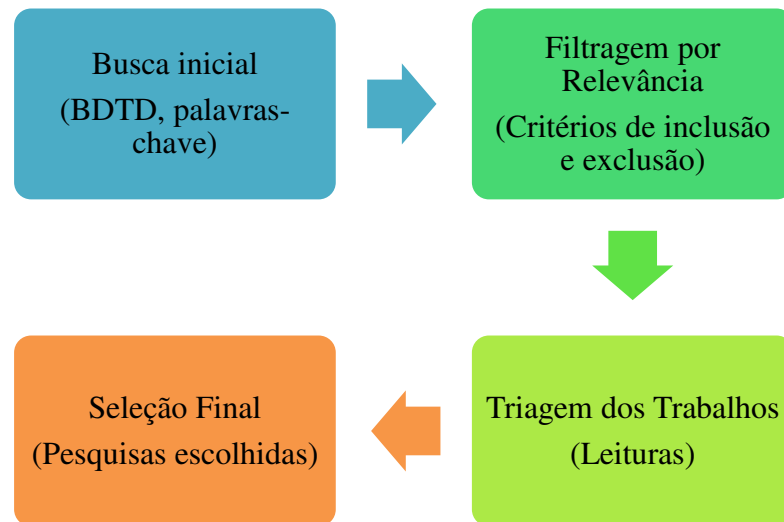 Busca inicial
(BDTD, palavras-
chave)
Filtragem por
Relevância
(Critérios de inclusão
e exclusão)
Triagem dos Trabalhos
(Leituras)
Seleção Final
(Pesquisas escolhidas)